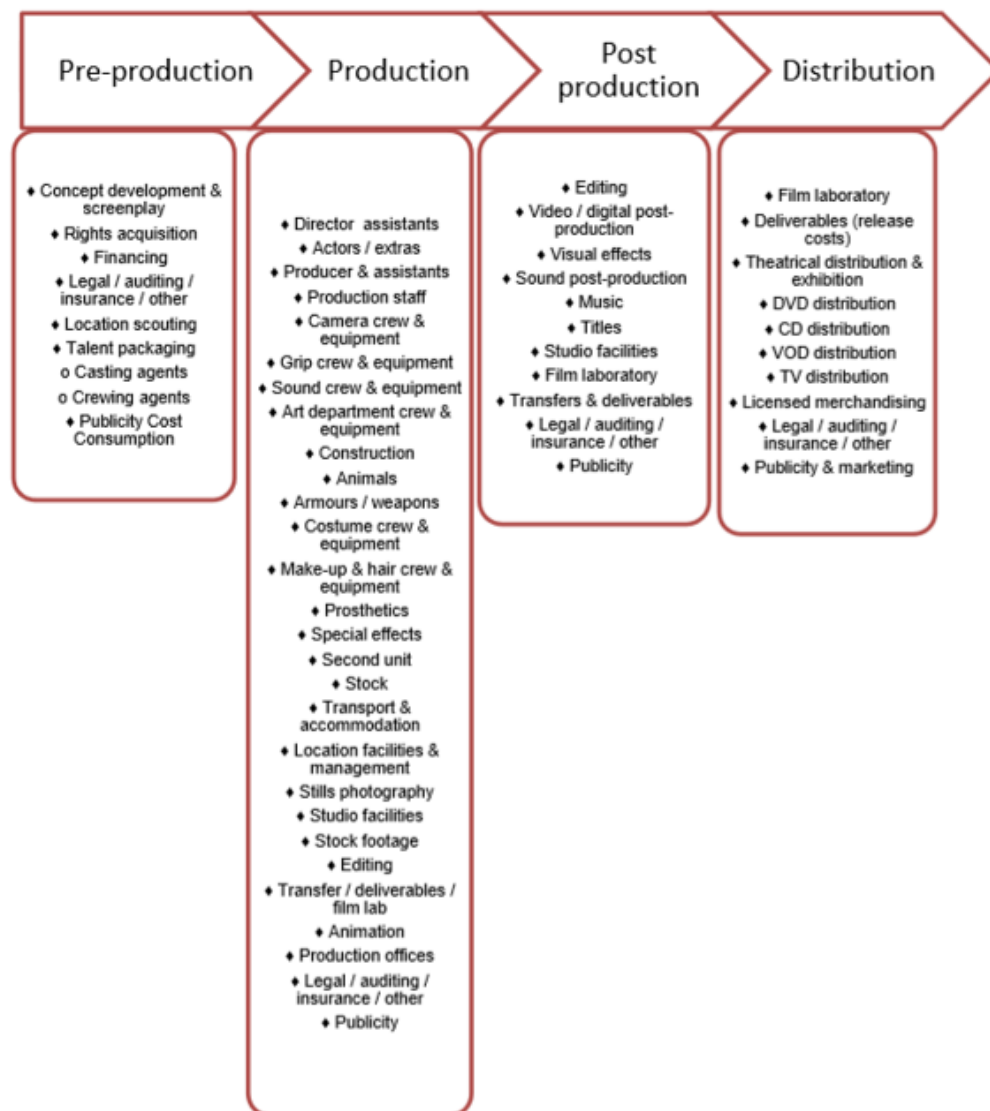 Pre-production
Production
Post
production
Distribution
♦ Concept development &
screenplay
♦ Rights acquisition
♦ Financing
♦ Legal / auditing /
insurance / other
♦ Location scouting
♦ Talent packaging
o Casting agents
o Crewing agents
♦ Publicity Cost
Consumption
♦ Director assistants
♦ Actors / extras
♦ Producer & assistants
♦ Production staff
♦ Camera crew &
equipment
♦ Grip crew & equipment
♦ Sound crew & equipment
♦ Art department crew &
equipment
♦ Construction
♦ Animals
♦ Armours / weapons
♦ Costume crew &
equipment
♦ Make-up & hair crew &
equipment
♦ Prosthetics
♦ Special effects
♦ Second unit
♦ Stock
♦ Transport &
accommodation
♦ Location facilities &
management
♦ Stills photography
♦ Studio facilities
♦ Stock footage
♦ Editing
♦ Transfer / deliverables /
film lab
♦ Animation
♦ Production offices
♦ Legal / auditing /
insurance / other
♦ Publicity
♦ Editing
♦ Video / digital post-
production
♦ Visual effects
♦ Sound post-production
♦ Music
♦ Titles
♦ Studio facilities
♦ Film laboratory
♦ Transfers & deliverables
♦ Legal / auditing /
insurance / other
♦ Publicity
♦ Film laboratory
♦ Deliverables (release
costs)
♦ Theatrical distribution &
exhibition
♦ DVD distribution
♦ CD distribution
♦ VOD distribution
♦ TV distribution
♦ Licensed merchandising
♦ Legal / auditing /
insurance / other
♦ Publicity & marketing